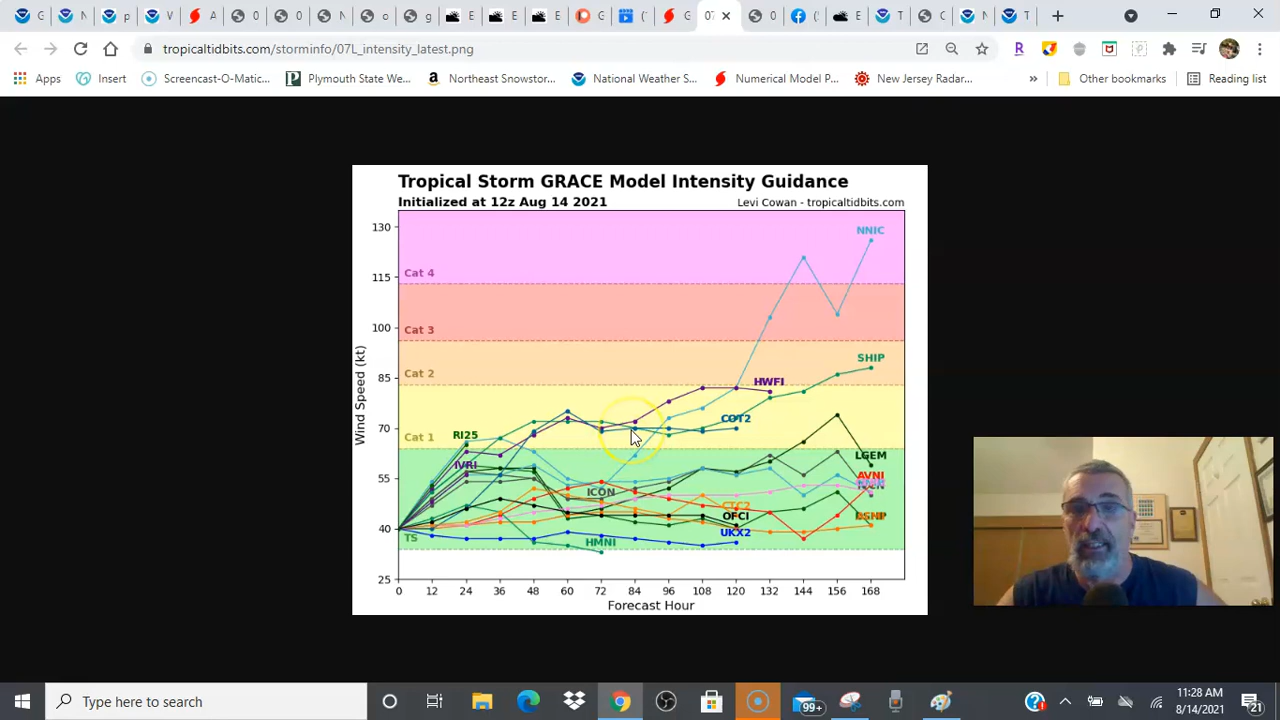 tropicaltidbits.com/storminfo/07L_intensity_latest.png
Apps
Insert
Screencast-O-Matic...
Plymouth State We...
Northeast Snowstor...
National Weather S...
Numerical Model P...
New Jersey Radar...
»
Other bookmarks
Reading list
Tropical Storm GRACE Model Intensity Guidance
Initialized at 12z Aug 14 2021
Levi Cowan - tropicaltidbits.com
130
NNIC
115
Cat 4
100
Cat 3
SHIP
85
Cat 2
HWFI
COT2
70
Cat 1
RI25
LGEM
IVRI
AVNI
55
ICON
CTC2
OFCI
40
TS
UKX2
HMNI
25
Wind Speed (kt)
0 12 24 36 48 60 72 84 96 108 120 132 144 156 168
Forecast Hour
Type here to search
99+
11:28 AM
8/14/2021
21